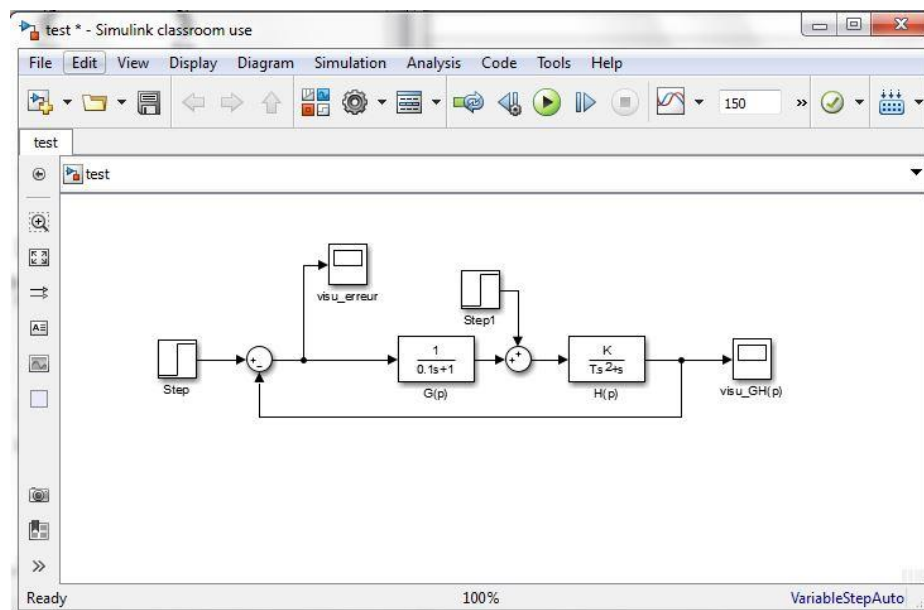 test * - Simulink classroom use
File Edit View Display Diagram Simulation Analysis Code Tools Help
150 »
test
test
visu_erreur
Step1
+
+
1
0.1s+1
G(p)
K
T.s²+s
H(p)
+
−
Step
visu_GH(p)
Ready 100% VariableStepAuto